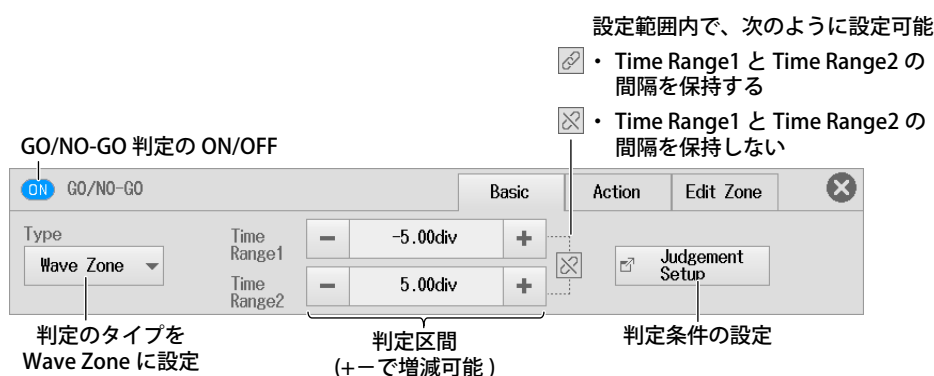 設定範囲内で、次のように設定可能
・ Time Range1 と Time Range2 の
間隔を保持する
・ Time Range1 と Time Range2 の
間隔を保持しない
GO/NO-GO 判定の ON/OFF
ON GO/NO-GO
Basic
Action
Edit Zone
Type
Wave Zone
Time
Range1
− -5.00div +
Time
Range2
− 5.00div +
Judgement
Setup
判定のタイプを
Wave Zone に設定
判定区間
(+−で増減可能 )
判定条件の設定